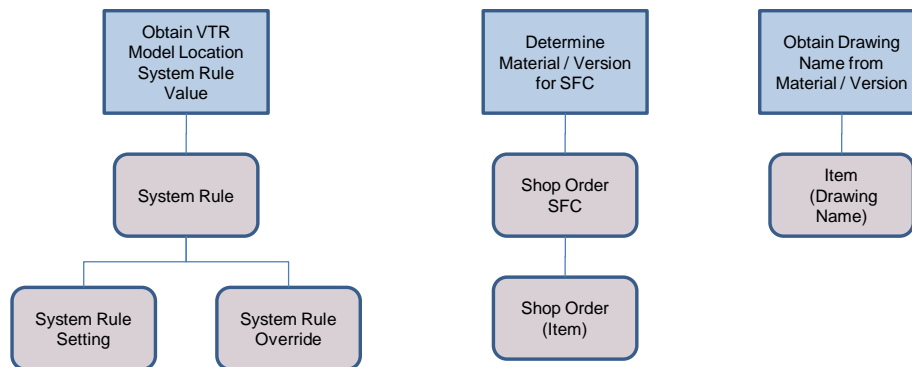 Obtain VTR
Model Location
System Rule
Value
Determine
Material / Version
for SFC
Obtain Drawing
Name from
Material / Version
System Rule
Shop Order
SFC
Item
(Drawing
Name)
System Rule
Setting
System Rule
Override
Shop Order
(Item)